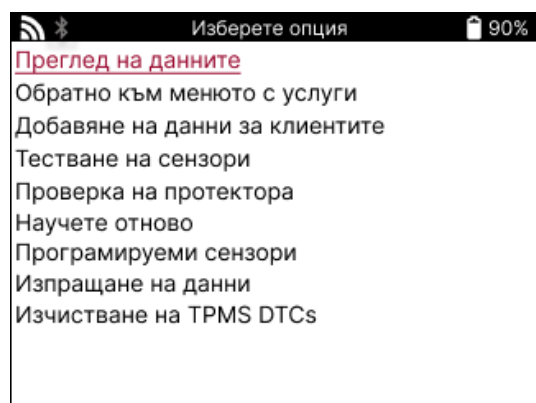 Изберете опция 90%
Преглед на данните
Обратно към менюто с услуги
Добавяне на данни за клиентите
Тестване на сензори
Проверка на протектора
Научете отново
Програмируеми сензори
Изпращане на данни
Изчистване на TPMS DTCs